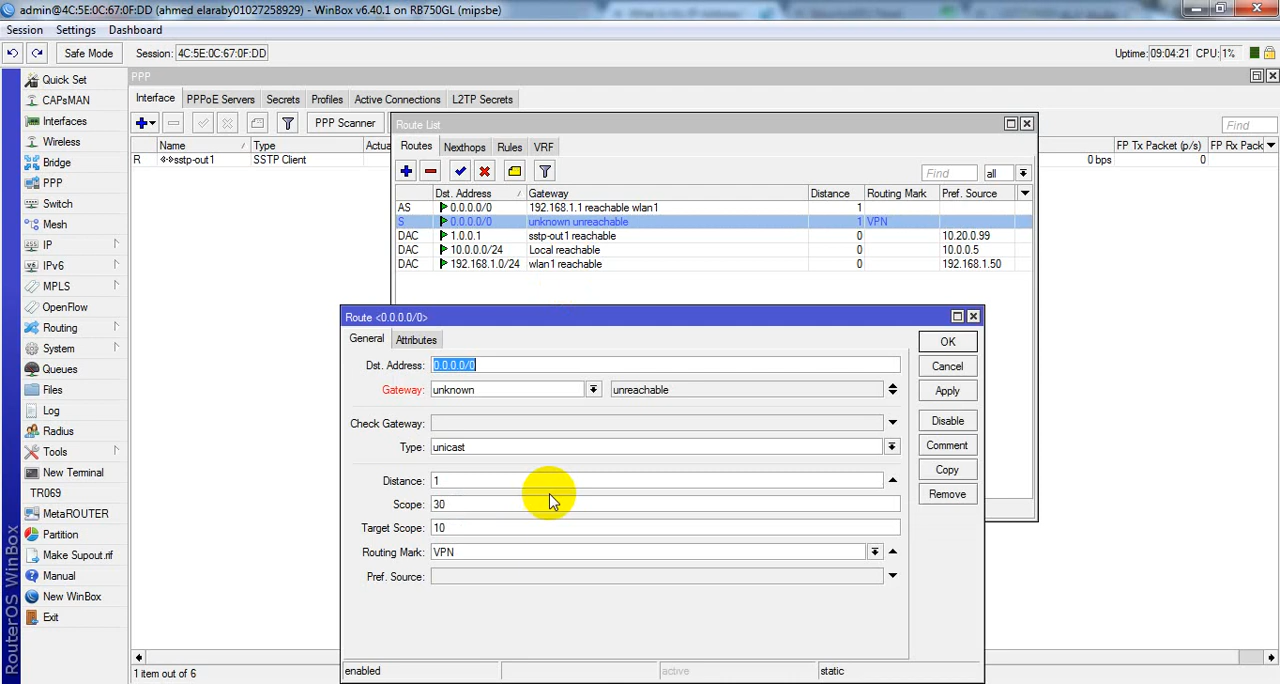 admin@4C:5E:0C:67:0F:DD (ahmed elaraby01027258929) - WinBox v6.40.1 on RB750GL (mipsbe)
Session Settings Dashboard
Safe Mode Session: 4C:5E:0C:67:0F:DD Uptime: 09:04:21 CPU: 1%
RouterOS WinBox
Quick Set
CAPsMAN
Interfaces
Wireless
Bridge
PPP
Switch
Mesh
IP
IPv6
MPLS
OpenFlow
Routing
System
Queues
Files
Log
Radius
Tools
New Terminal
TR069
MetaROUTER
Partition
Make Supout.rif
Manual
New WinBox
Exit
PPP
Interface PPPoE Servers Secrets Profiles Active Connections L2TP Secrets
PPP Scanner Find
Name Type Actua FP Tx Packet (p/s) FP Rx Pack
R sstp-out1 SSTP Client 0 bps 0
1 item out of 6
Route List
Routes Nexthops Rules VRF
Find all
Dst. Address Gateway Distance Routing Mark Pref. Source
AS 0.0.0.0/0 192.168.1.1 reachable wlan1 1
S 0.0.0.0/0 unknown unreachable 1 VPN
DAC 1.0.0.1 sstp-out1 reachable 0 10.20.0.99
DAC 10.0.0.0/24 Local reachable 0 10.0.0.5
DAC 192.168.1.0/24 wlan1 reachable 0 192.168.1.50
Route <0.0.0.0/0>
General Attributes
Dst. Address: 0.0.0.0/0
Gateway: unknown unreachable
Check Gateway:
Type: unicast
Distance: 1
Scope: 30
Target Scope: 10
Routing Mark: VPN
Pref. Source:
OK
Cancel
Apply
Disable
Comment
Copy
Remove
enabled active static